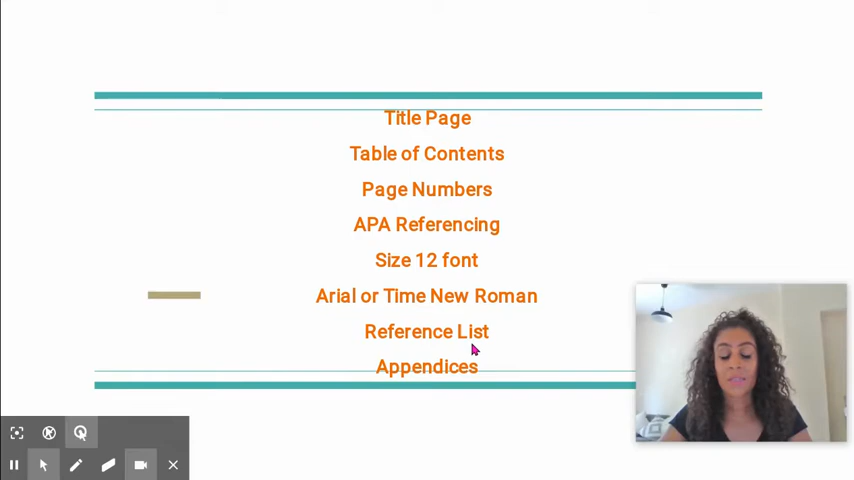 Title Page
Table of Contents
Page Numbers
APA Referencing
Size 12 font
Arial or Time New Roman
Reference List
Appendices